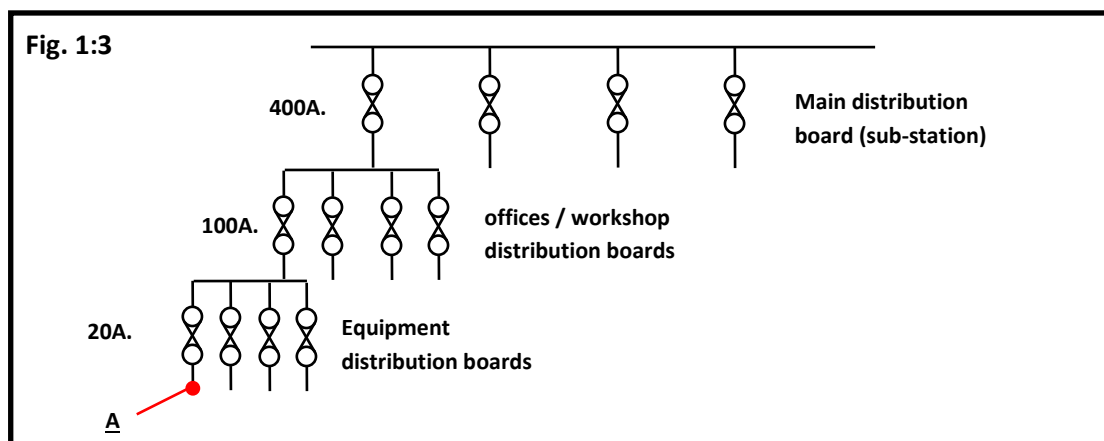 Fig. 1:3
400A.
Main distribution
board (sub-station)
100A.
offices / workshop
distribution boards
20A.
Equipment
distribution boards
A